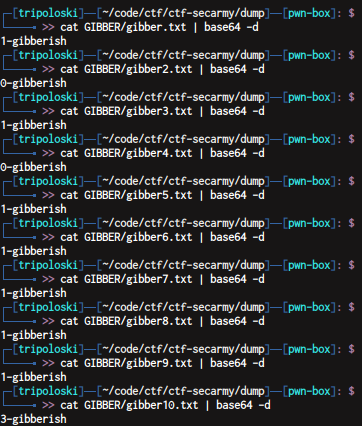 [tripoloski]—[~/code/ctf/ctf-secarmy/dump]—[pwn-box]: $
>> cat GIBBER/gibber.txt | base64 -d
1-gibberish
[tripoloski]—[~/code/ctf/ctf-secarmy/dump]—[pwn-box]: $
>> cat GIBBER/gibber2.txt | base64 -d
0-gibberish
[tripoloski]—[~/code/ctf/ctf-secarmy/dump]—[pwn-box]: $
>> cat GIBBER/gibber3.txt | base64 -d
1-gibberish
[tripoloski]—[~/code/ctf/ctf-secarmy/dump]—[pwn-box]: $
>> cat GIBBER/gibber4.txt | base64 -d
0-gibberish
[tripoloski]—[~/code/ctf/ctf-secarmy/dump]—[pwn-box]: $
>> cat GIBBER/gibber5.txt | base64 -d
1-gibberish
[tripoloski]—[~/code/ctf/ctf-secarmy/dump]—[pwn-box]: $
>> cat GIBBER/gibber6.txt | base64 -d
1-gibberish
[tripoloski]—[~/code/ctf/ctf-secarmy/dump]—[pwn-box]: $
>> cat GIBBER/gibber7.txt | base64 -d
1-gibberish
[tripoloski]—[~/code/ctf/ctf-secarmy/dump]—[pwn-box]: $
>> cat GIBBER/gibber8.txt | base64 -d
1-gibberish
[tripoloski]—[~/code/ctf/ctf-secarmy/dump]—[pwn-box]: $
>> cat GIBBER/gibber9.txt | base64 -d
1-gibberish
[tripoloski]—[~/code/ctf/ctf-secarmy/dump]—[pwn-box]: $
>> cat GIBBER/gibber10.txt | base64 -d
3-gibberish